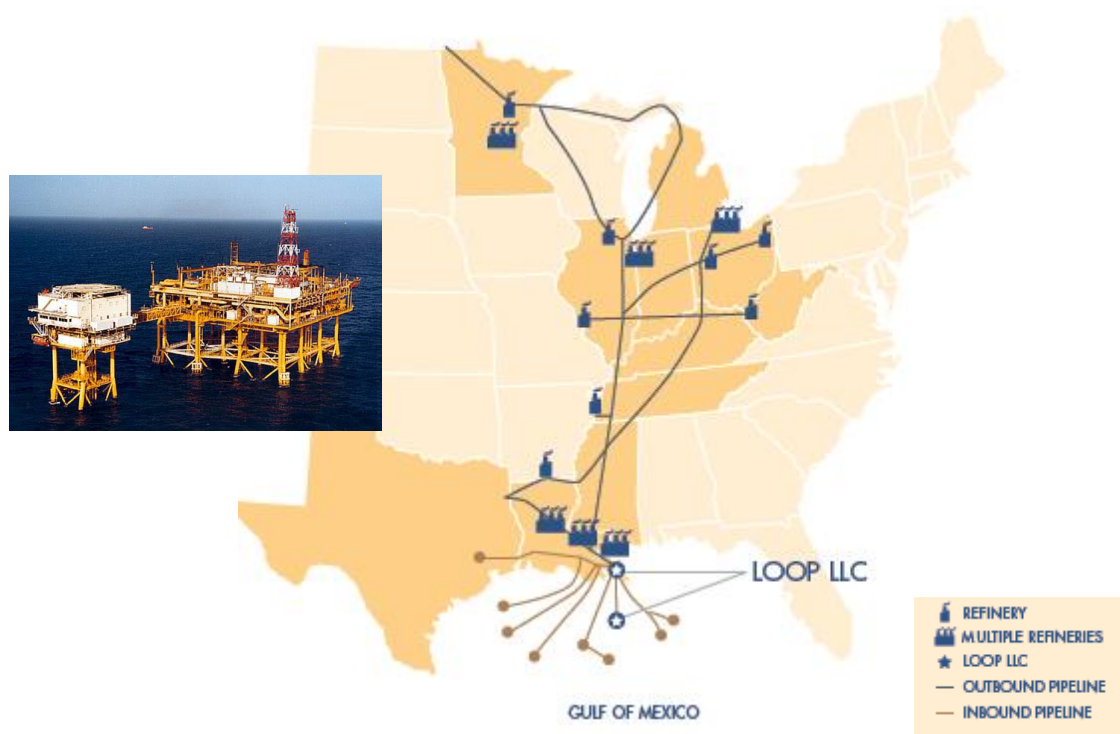 LOOP LLC
GULF OF MEXICO
REFINERY
MULTIPLE REFINERIES
LOOP LLC
OUTBOUND PIPELINE
INBOUND PIPELINE